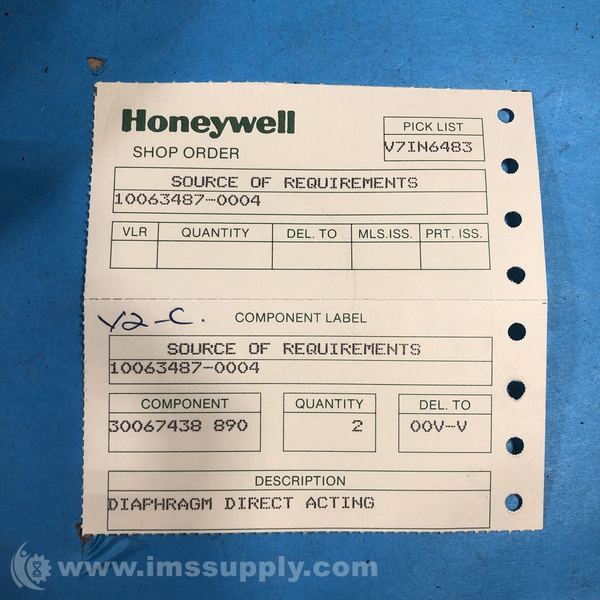 Honeywell
SHOP ORDER
PICK LIST
V7IN6483
SOURCE OF REQUIREMENTS
10063487-0004
VLR QUANTITY DEL. TO MLS.ISS. PRT. ISS.
Y2-C. COMPONENT LABEL
SOURCE OF REQUIREMENTS
10063487-0004
COMPONENT QUANTITY DEL. TO
30067438 890 2 00V-V
DESCRIPTION
DIAPHRAGM DIRECT ACTING
www.imssupply.com